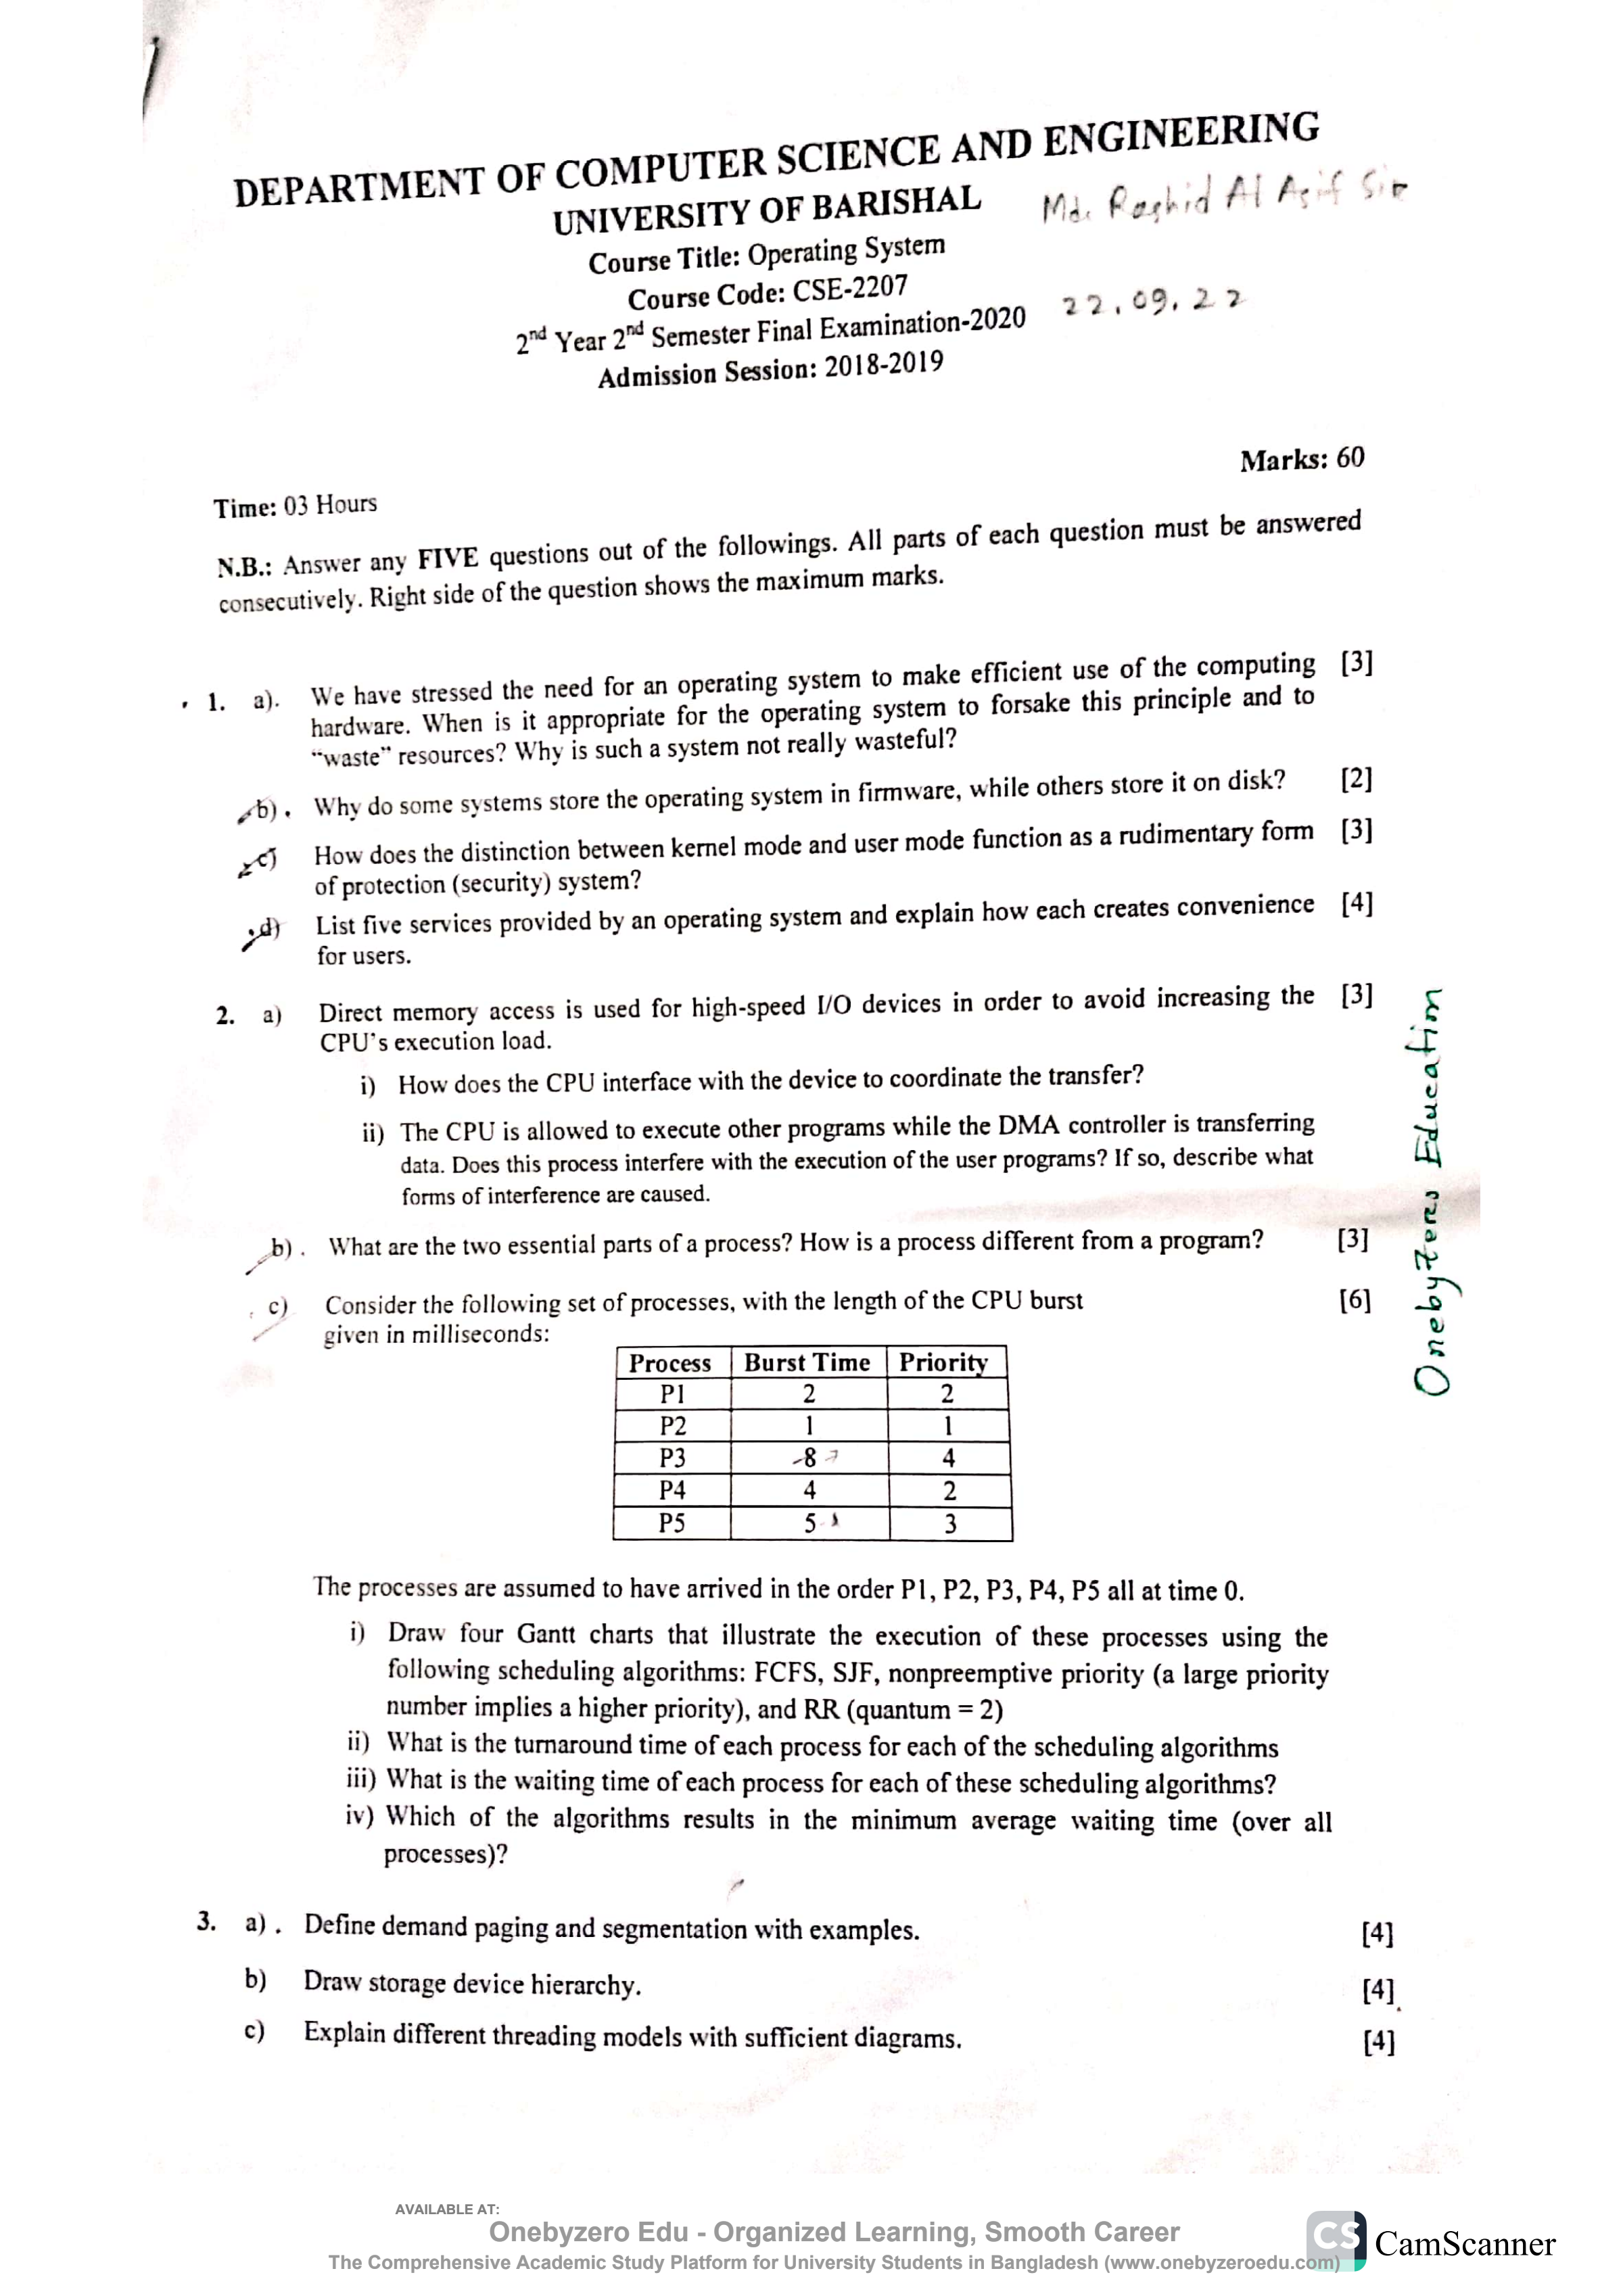 DEPARTMENT OF COMPUTER SCIENCE AND ENGINEERING
UNIVERSITY OF BARISHAL
Md. Rashid Al Asif Sir
Course Title: Operating System
Course Code: CSE-2207
2nd Year 2nd Semester Final Examination-2020
22.09.22
Admission Session: 2018-2019
Marks: 60
Time: 03 Hours
N.B.: Answer any FIVE questions out of the followings. All parts of each question must be answered
consecutively. Right side of the question shows the maximum marks.
1. a). We have stressed the need for an operating system to make efficient use of the computing [3]
hardware. When is it appropriate for the operating system to forsake this principle and to
“waste” resources? Why is such a system not really wasteful?
b). Why do some systems store the operating system in firmware, while others store it on disk? [2]
c) How does the distinction between kernel mode and user mode function as a rudimentary form [3]
of protection (security) system?
d) List five services provided by an operating system and explain how each creates convenience [4]
for users.
2. a) Direct memory access is used for high-speed I/O devices in order to avoid increasing the [3]
CPU's execution load.
i) How does the CPU interface with the device to coordinate the transfer?
ii) The CPU is allowed to execute other programs while the DMA controller is transferring
data. Does this process interfere with the execution of the user programs? If so, describe what
forms of interference are caused.
b). What are the two essential parts of a process? How is a process different from a program? [3]
c) Consider the following set of processes, with the length of the CPU burst [6]
given in milliseconds:
Process Burst Time Priority
P1 2 2
P2 1 1
P3 8 4
P4 4 2
P5 5 3
The processes are assumed to have arrived in the order P1, P2, P3, P4, P5 all at time 0.
i) Draw four Gantt charts that illustrate the execution of these processes using the
following scheduling algorithms: FCFS, SJF, nonpreemptive priority (a large priority
number implies a higher priority), and RR (quantum = 2)
ii) What is the turnaround time of each process for each of the scheduling algorithms
iii) What is the waiting time of each process for each of these scheduling algorithms?
iv) Which of the algorithms results in the minimum average waiting time (over all
processes)?
3. a). Define demand paging and segmentation with examples. [4]
b) Draw storage device hierarchy. [4]
c) Explain different threading models with sufficient diagrams. [4]
Onebyzero Education
AVAILABLE AT:
Onebyzero Edu - Organized Learning, Smooth Career
The Comprehensive Academic Study Platform for University Students in Bangladesh (www.onebyzeroedu.com)
CS CamScanner